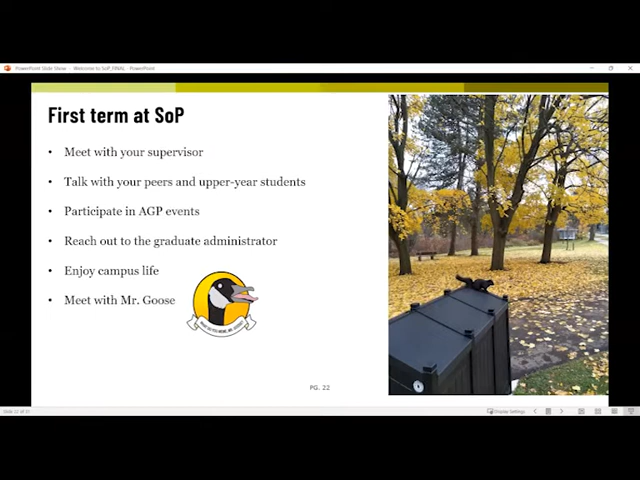 PowerPoint Slide Show - Welcome to SoP_FINAL - PowerPoint
First term at SoP
• Meet with your supervisor
• Talk with your peers and upper-year students
• Participate in AGP events
• Reach out to the graduate administrator
• Enjoy campus life
• Meet with Mr. Goose
PG. 22
Display Settings